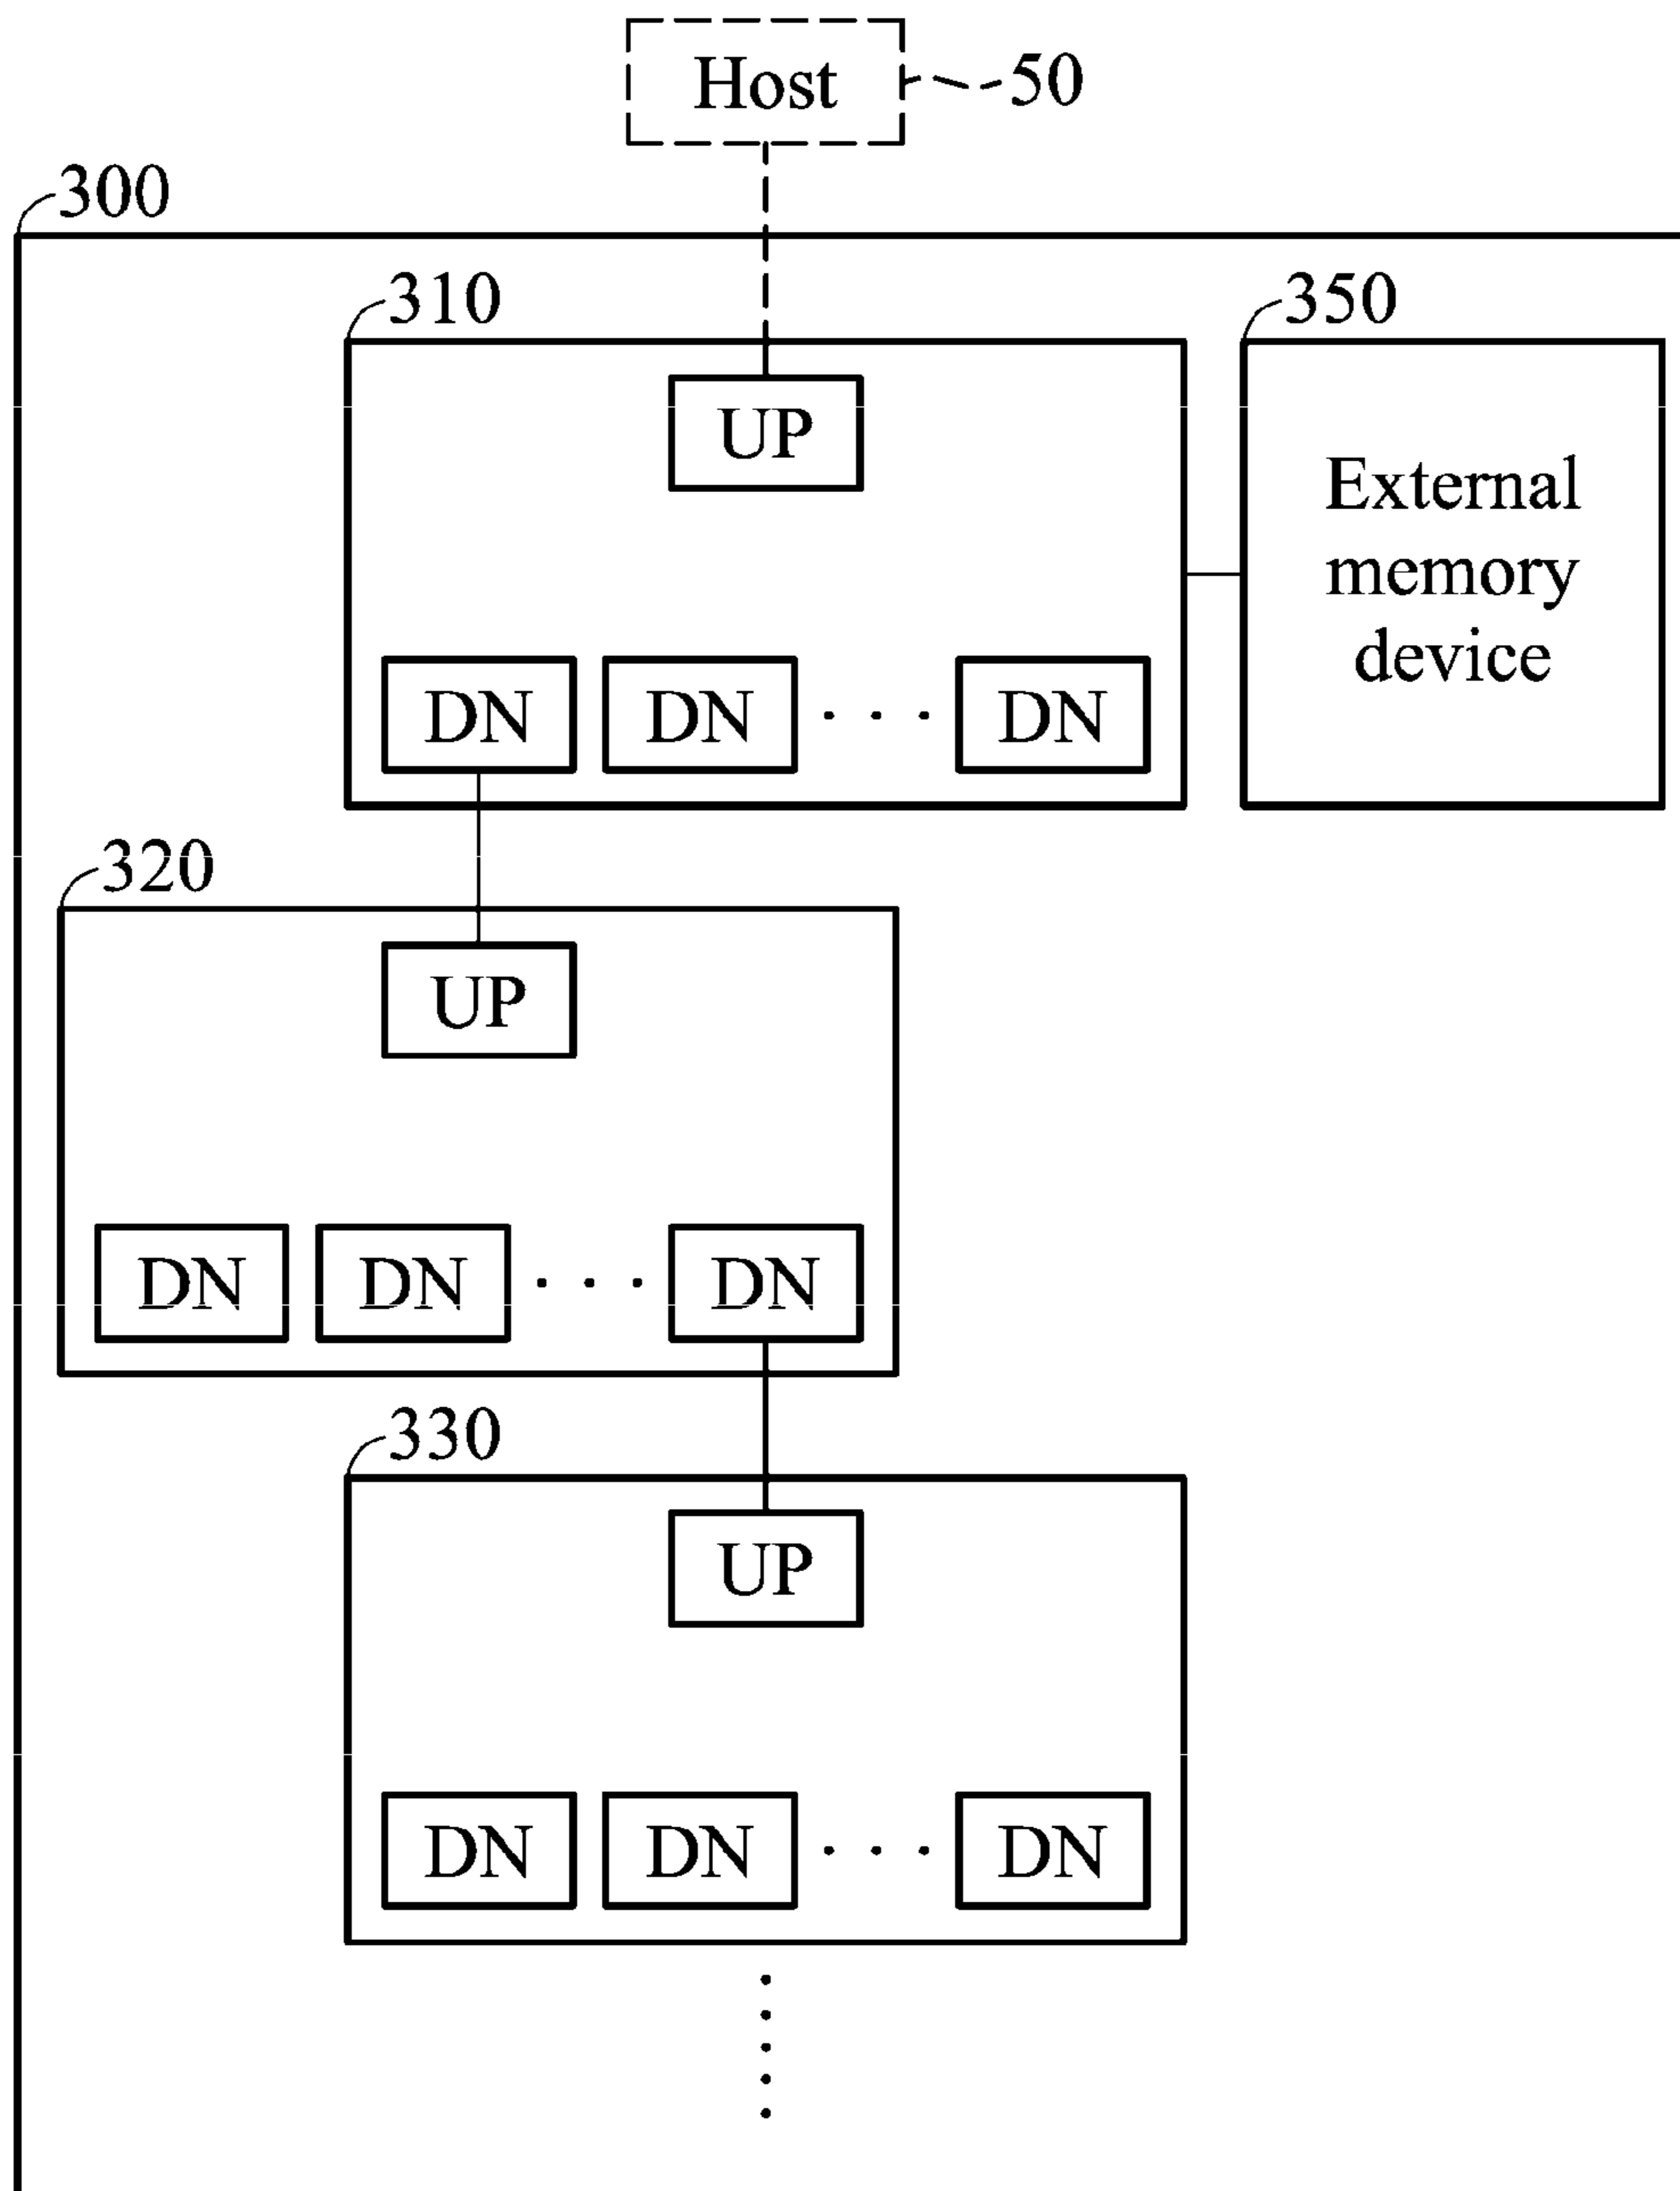 Host
50
300
310
350
UP
External
memory
device
DN DN . . . DN
320
UP
DN DN . . . DN
330
UP
DN DN . . . DN